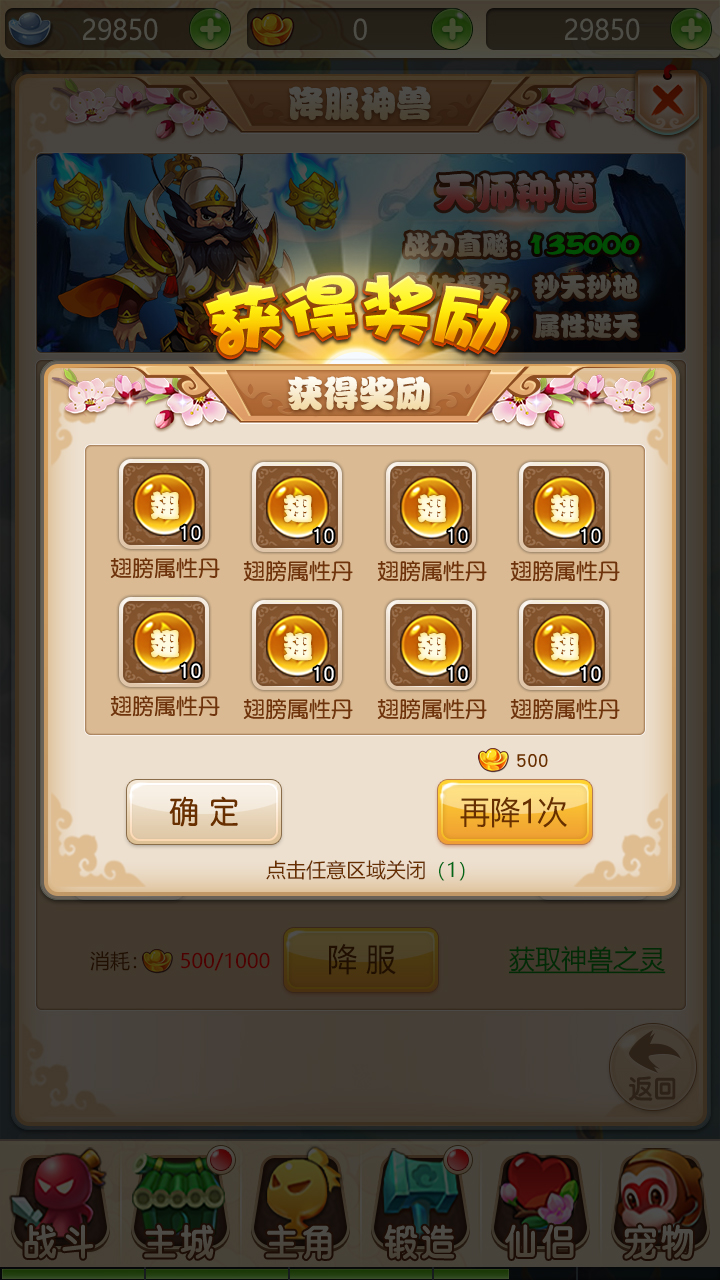 29850 0 29850
降服神兽
天师钟馗
战力直飚：135000
秒天秒地
属性逆天
获得奖励
获得奖励
翅 10 翅 10 翅 10 翅 10
翅膀属性丹 翅膀属性丹 翅膀属性丹 翅膀属性丹
翅 10 翅 10 翅 10 翅 10
翅膀属性丹 翅膀属性丹 翅膀属性丹 翅膀属性丹
500
确 定 再降1次
点击任意区域关闭（1）
消耗: 500/1000 降 服 获取神兽之灵
返回
战斗 主城 主角 锻造 仙侣 宠物